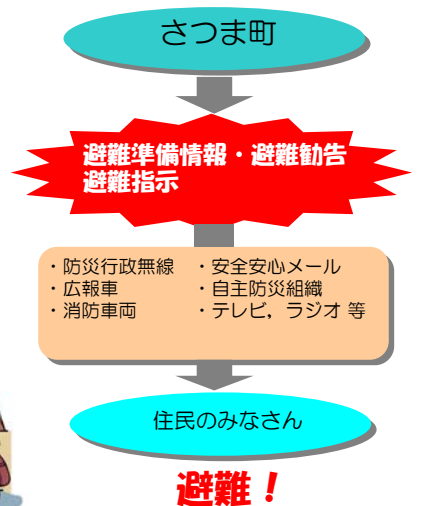 さつま町
避難準備情報・避難勧告
避難指示
・防災行政無線 ・安全安心メール
・広報車 ・自主防災組織
・消防車両 ・テレビ，ラジオ 等
住民のみなさん
避難！